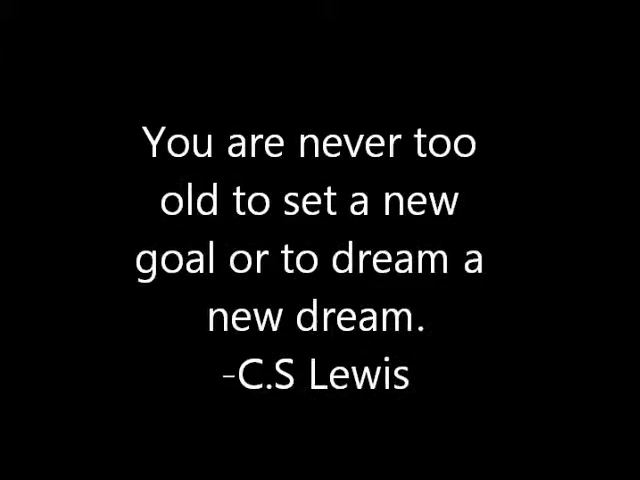 You are never too
old to set a new
goal or to dream a
new dream.
-C.S Lewis